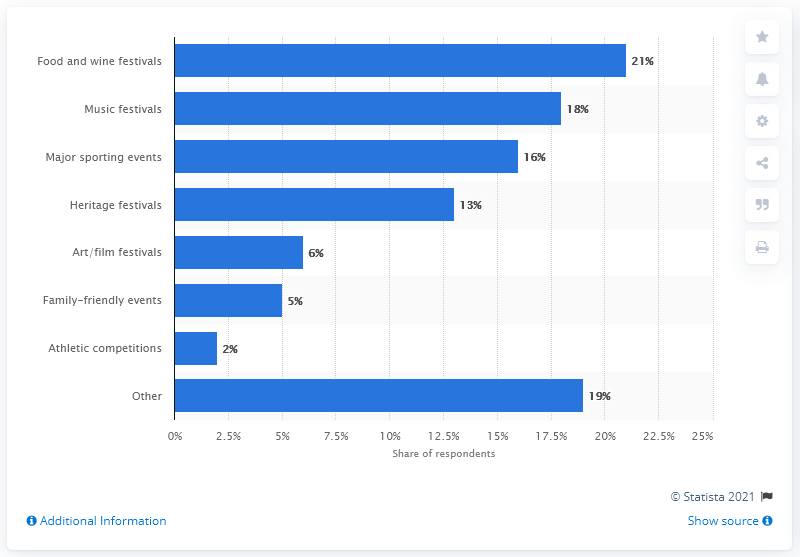 Food and wine festivals 21%
Music festivals 18%
Major sporting events 16%
Heritage festivals 13%
Art/film festivals 6%
Family-friendly events 5%
Athletic competitions 2%
Other 19%
0% 2.5% 5% 7.5% 10% 12.5% 15% 17.5% 20% 22.5% 25%
Share of respondents
© Statista 2021
Additional Information
Show source